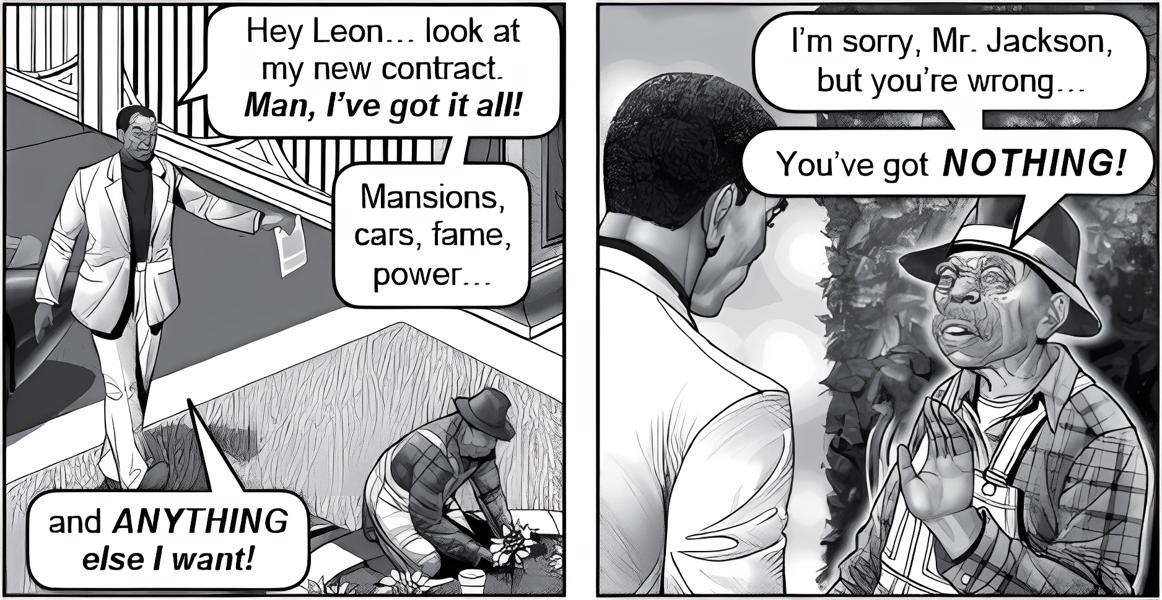 Hey Leon... look at
my new contract.
Man, I've got it all!
Mansions,
cars, fame,
power...
and ANYTHING
else I want!
I'm sorry, Mr. Jackson,
but you're wrong...
You've got NOTHING!